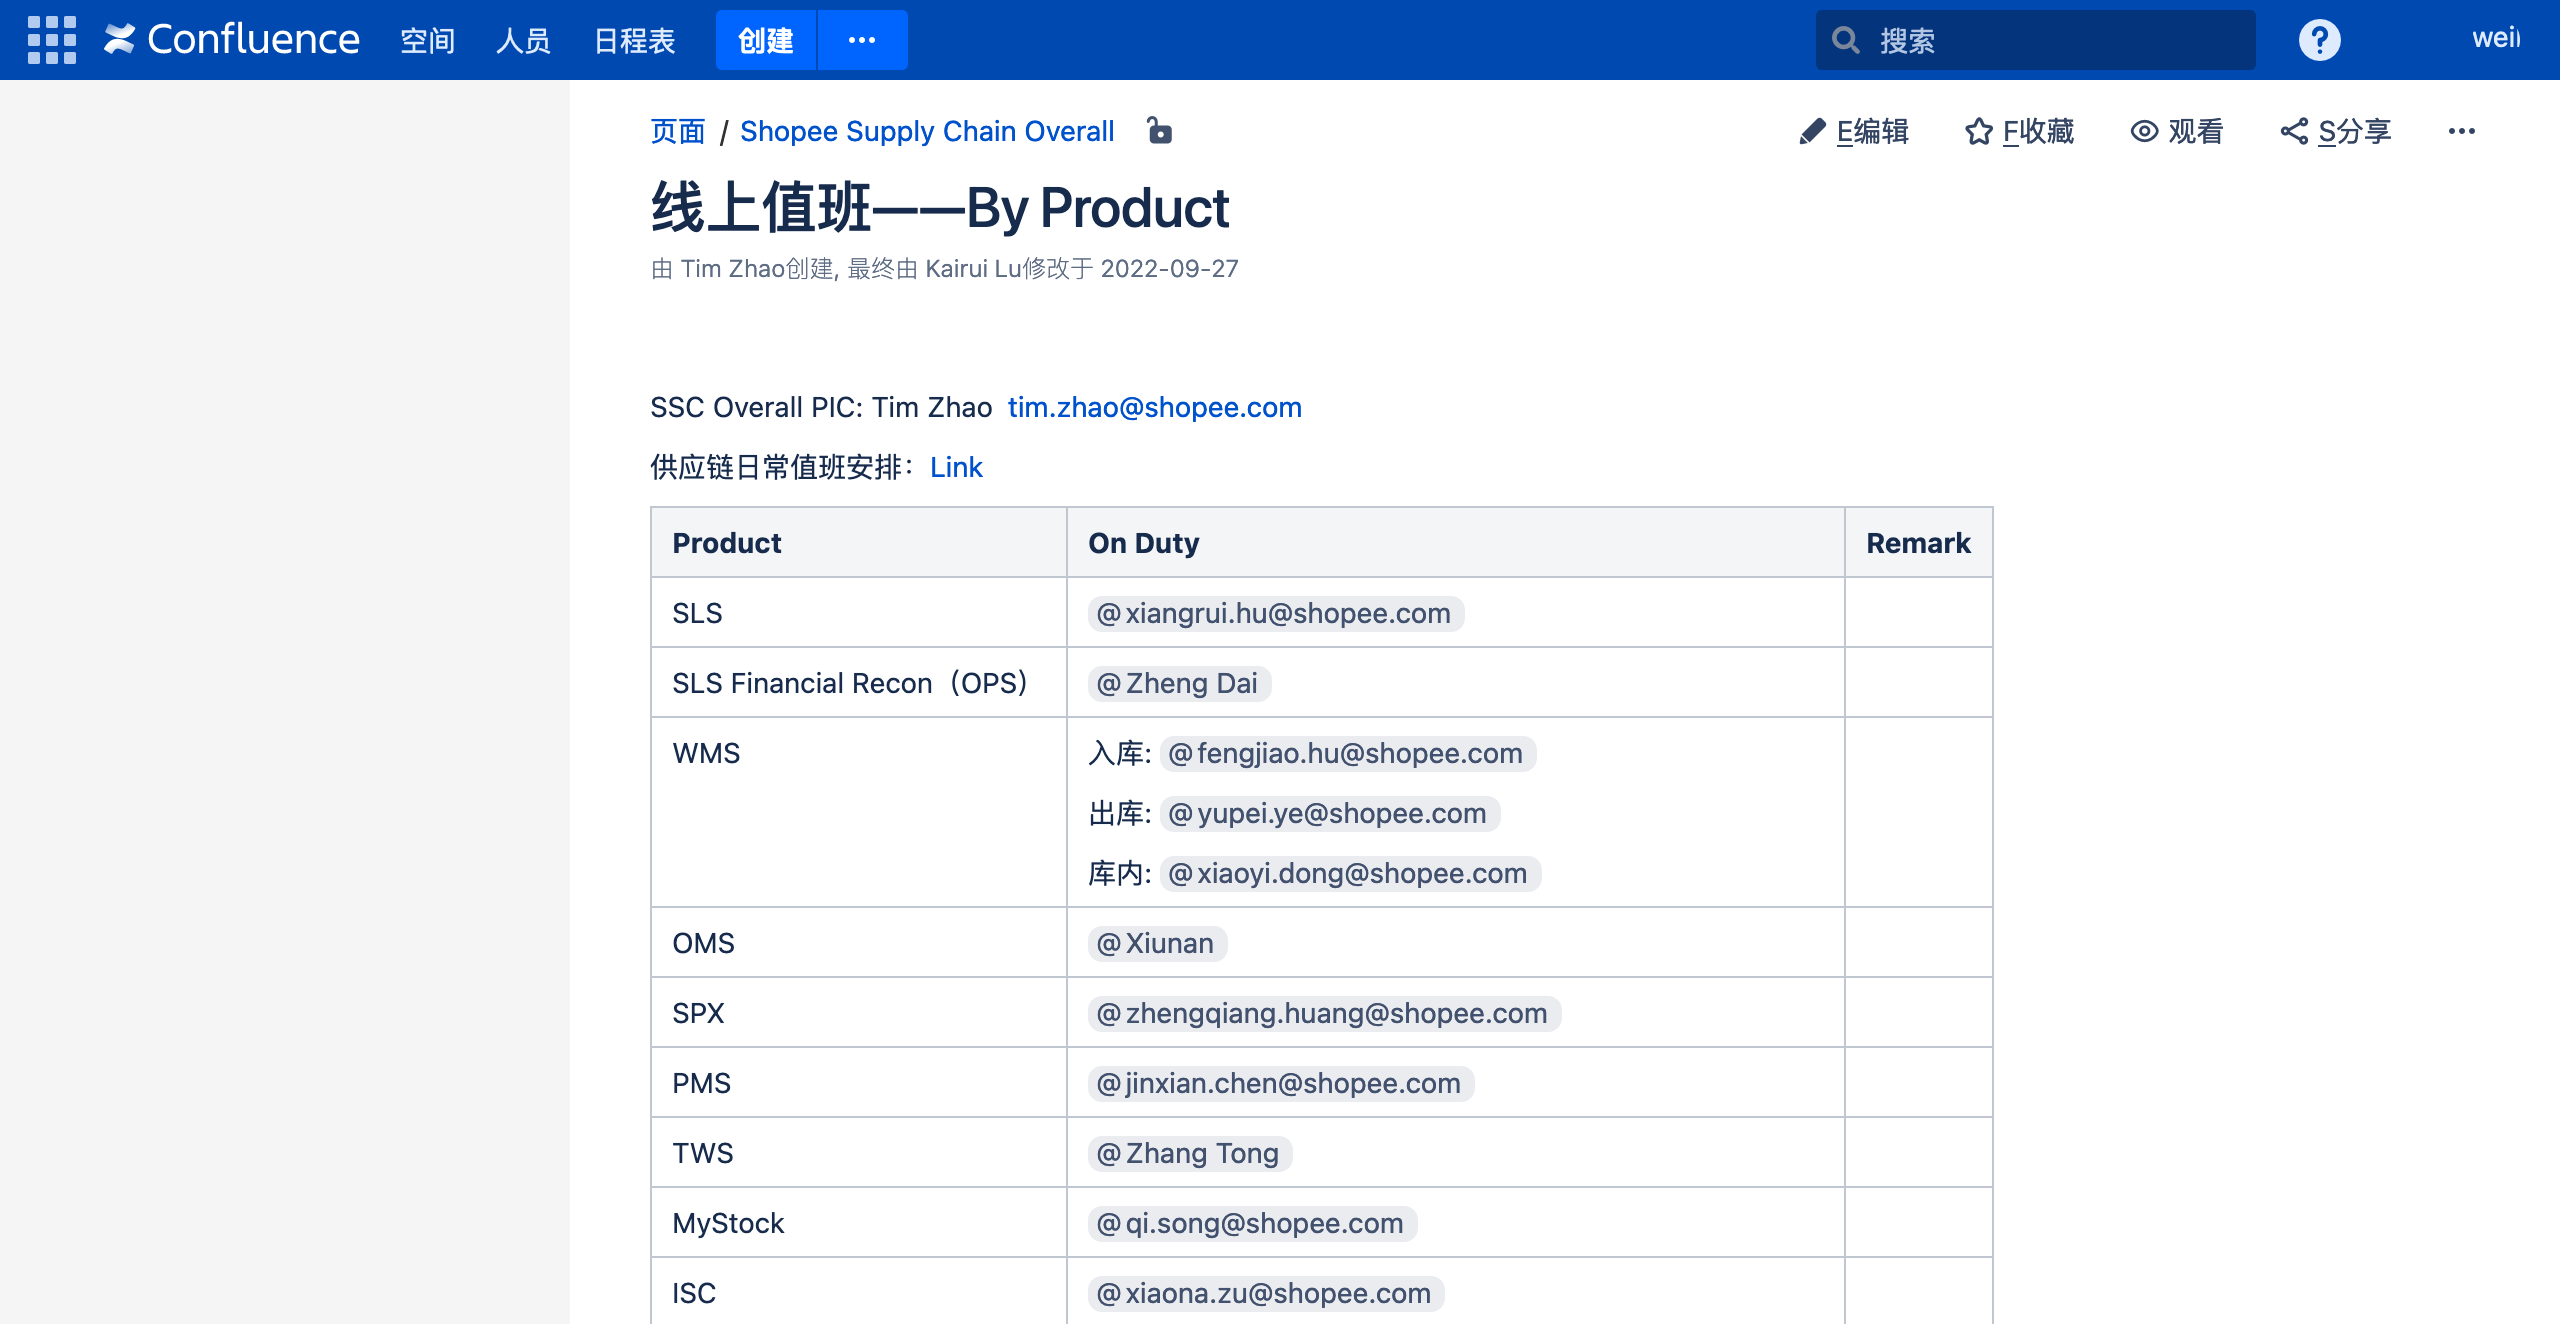 Confluence 空间 人员 日程表 创建 ··· 搜索 ? wei
页面 / Shopee Supply Chain Overall E编辑 F收藏 观看 S分享 ···
线上值班——By Product
由 Tim Zhao创建, 最终由 Kairui Lu修改于 2022-09-27
SSC Overall PIC: Tim Zhao tim.zhao@shopee.com
供应链日常值班安排：Link
Product On Duty Remark
SLS @xiangrui.hu@shopee.com
SLS Financial Recon（OPS） @Zheng Dai
WMS 入库: @fengjiao.hu@shopee.com
出库: @yupei.ye@shopee.com
库内: @xiaoyi.dong@shopee.com
OMS @Xiunan
SPX @zhengqiang.huang@shopee.com
PMS @jinxian.chen@shopee.com
TWS @Zhang Tong
MyStock @qi.song@shopee.com
ISC @xiaona.zu@shopee.com